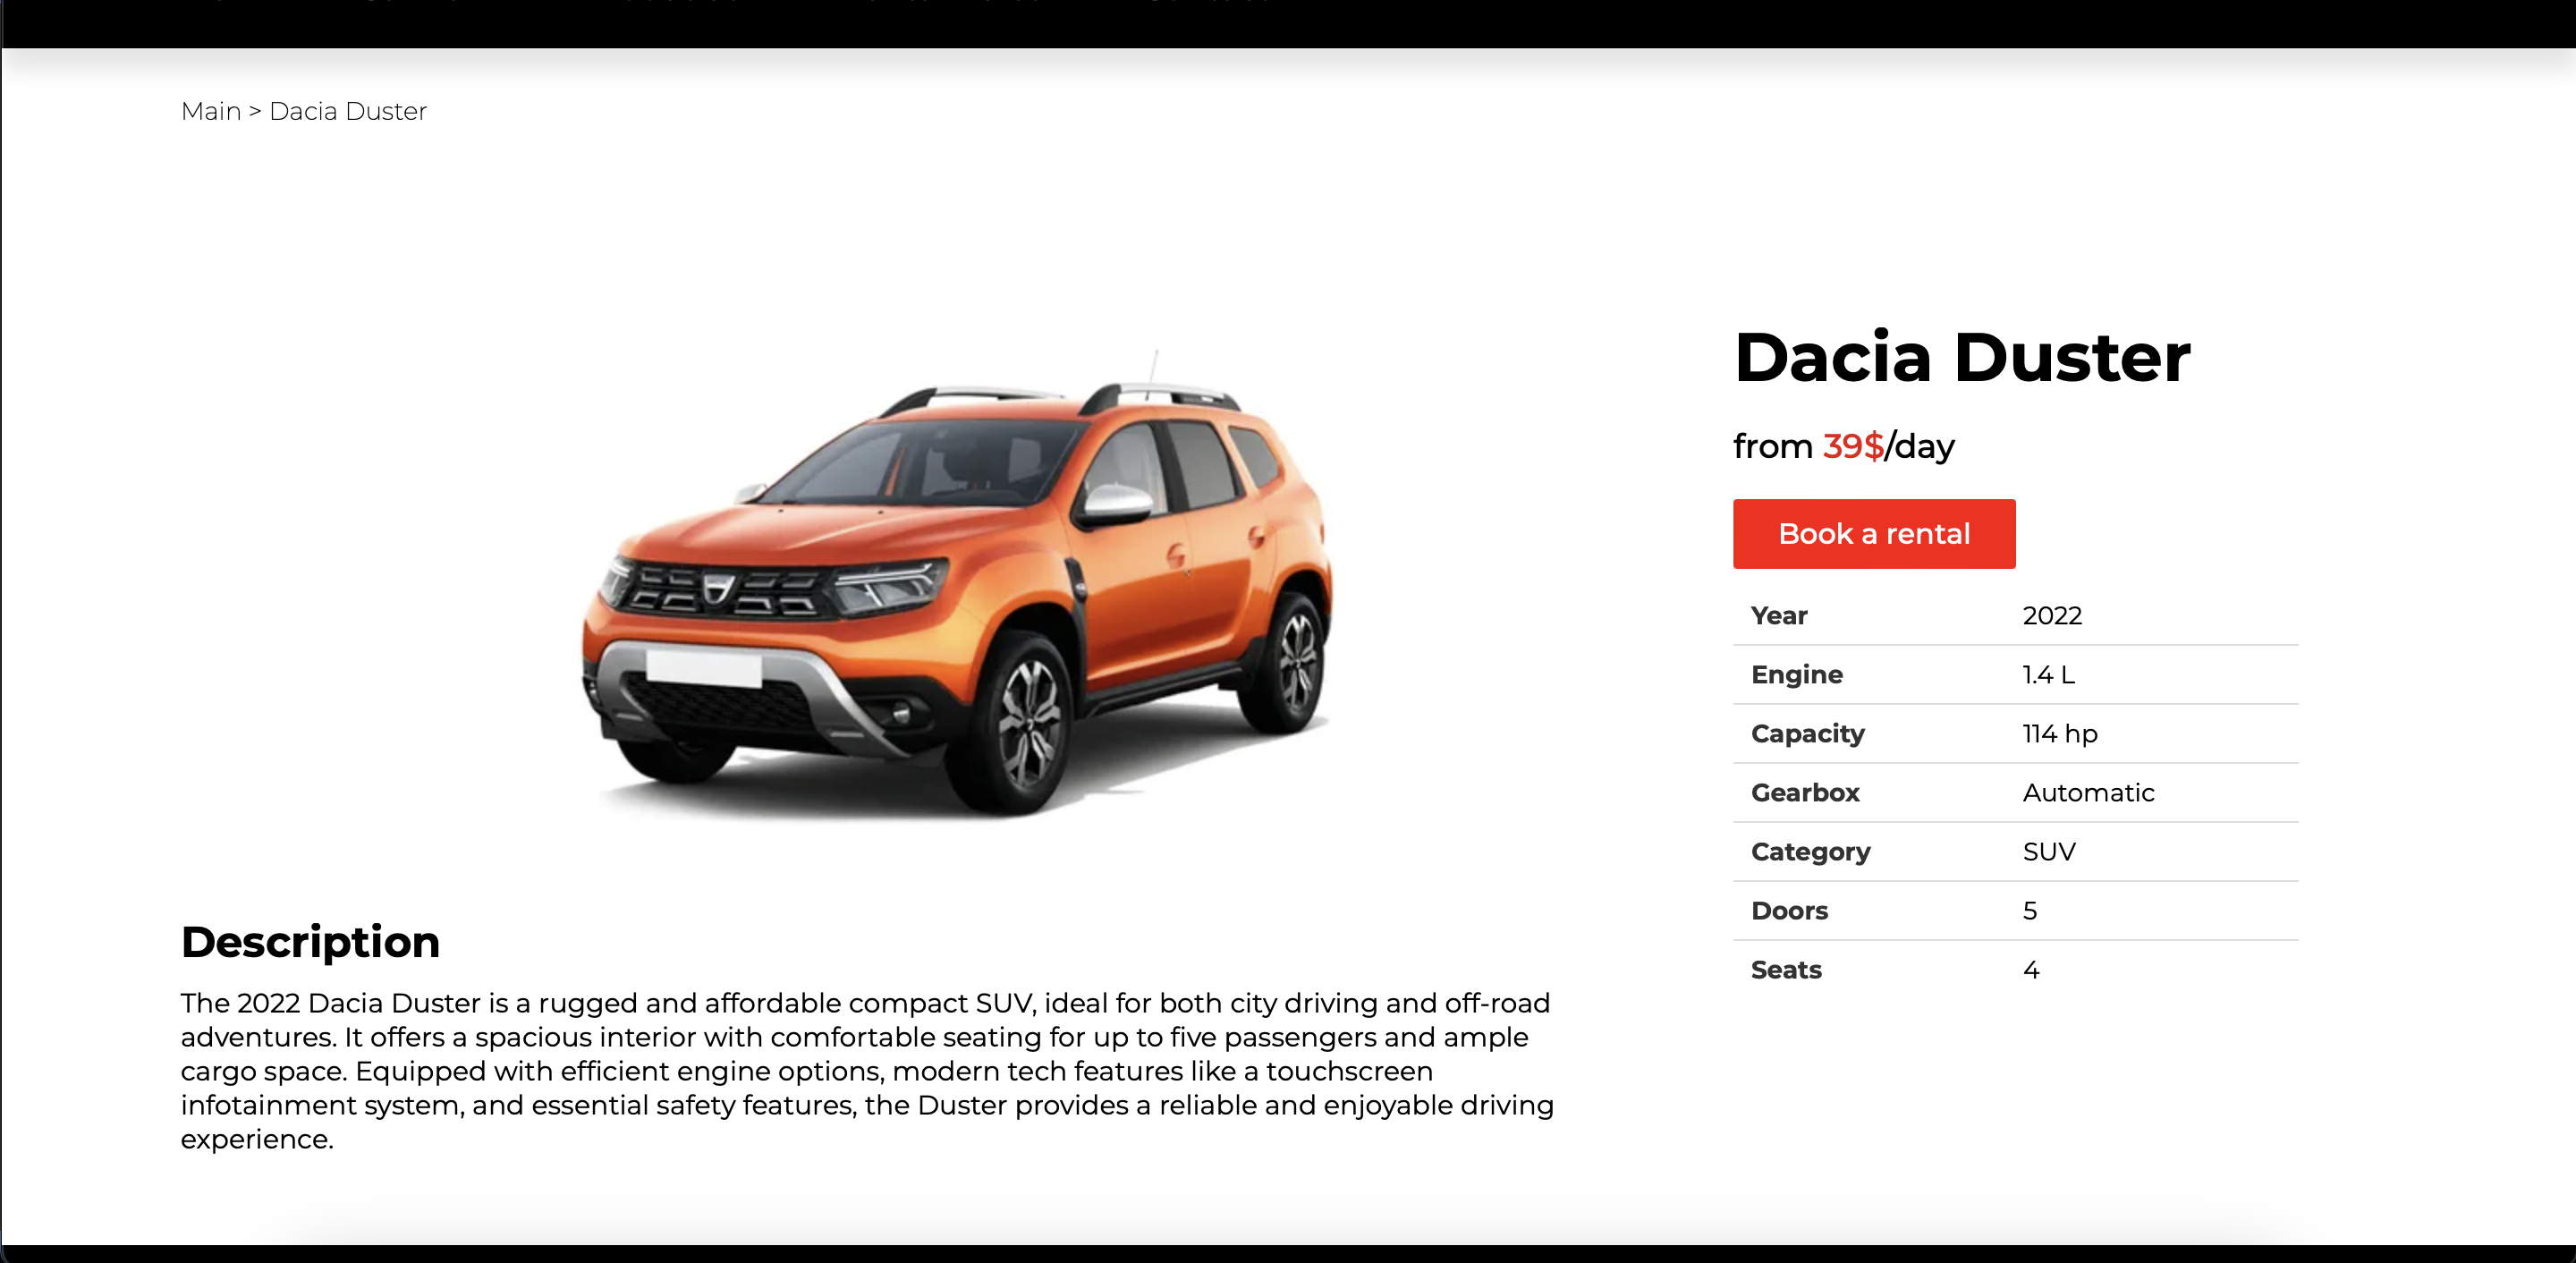 Main > Dacia Duster
Dacia Duster
from 39$/day
Book a rental
Year 2022
Engine 1.4 L
Capacity 114 hp
Gearbox Automatic
Category SUV
Doors 5
Seats 4
Description
The 2022 Dacia Duster is a rugged and affordable compact SUV, ideal for both city driving and off-road
adventures. It offers a spacious interior with comfortable seating for up to five passengers and ample
cargo space. Equipped with efficient engine options, modern tech features like a touchscreen
infotainment system, and essential safety features, the Duster provides a reliable and enjoyable driving
experience.